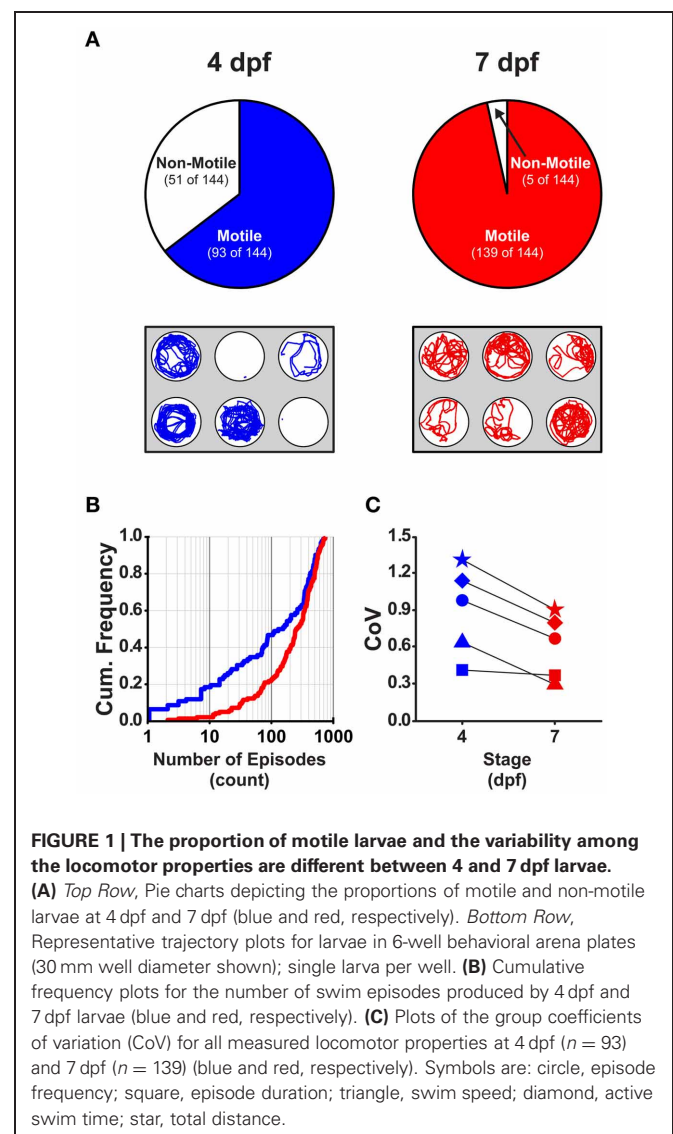 A
4 dpf
7 dpf
Non-Motile
(51 of 144)
Motile
(93 of 144)
Non-Motile
(5 of 144)
Motile
(139 of 144)
B
Cum. Frequency
1.0
0.8
0.6
0.4
0.2
0.0
1 10 100 1000
Number of Episodes
(count)
C
CoV
1.5
1.2
0.9
0.6
0.3
0.0
4 7
Stage
(dpf)
FIGURE 1 | The proportion of motile larvae and the variability among
the locomotor properties are different between 4 and 7 dpf larvae.
(A) Top Row, Pie charts depicting the proportions of motile and non-motile
larvae at 4 dpf and 7 dpf (blue and red, respectively). Bottom Row,
Representative trajectory plots for larvae in 6-well behavioral arena plates
(30 mm well diameter shown); single larva per well. (B) Cumulative
frequency plots for the number of swim episodes produced by 4 dpf and
7 dpf larvae (blue and red, respectively). (C) Plots of the group coefficients
of variation (CoV) for all measured locomotor properties at 4 dpf (n = 93)
and 7 dpf (n = 139) (blue and red, respectively). Symbols are: circle, episode
frequency; square, episode duration; triangle, swim speed; diamond, active
swim time; star, total distance.